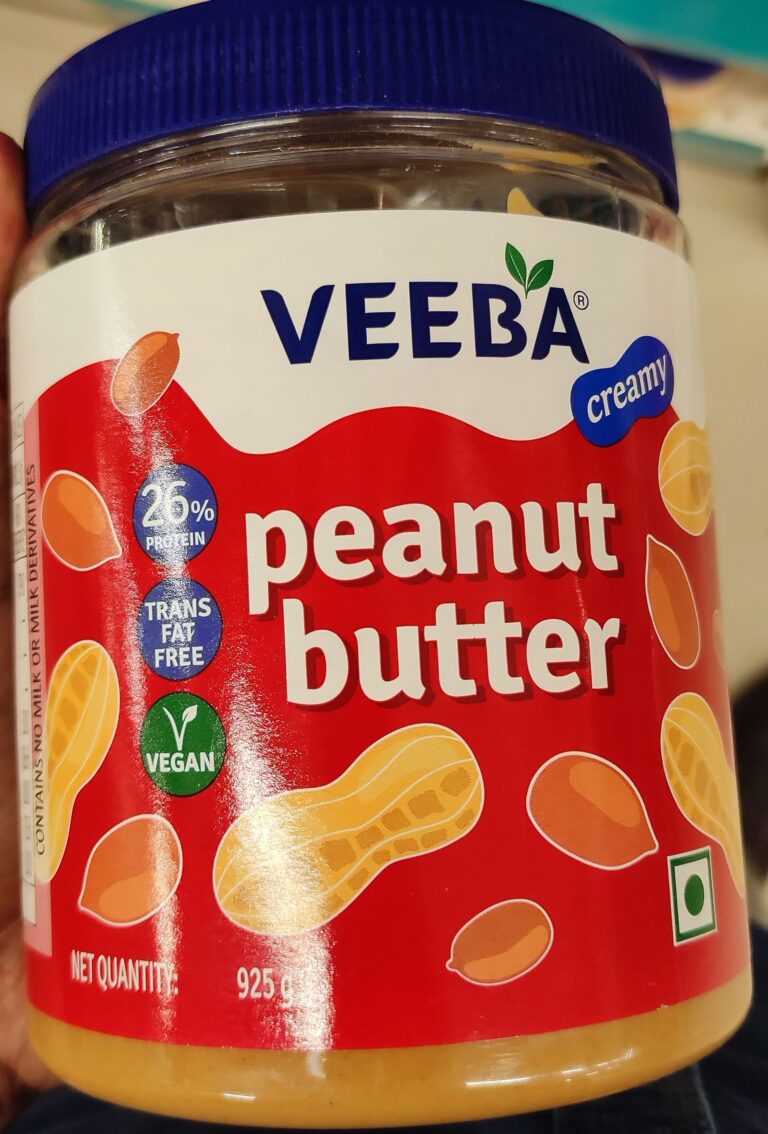 VEEBA®
creamy
peanut
butter
26%
PROTEIN
TRANS
FAT
FREE
VEGAN
CONTAINS NO MILK OR MILK DERIVATIVES
NET QUANTITY: 925 g